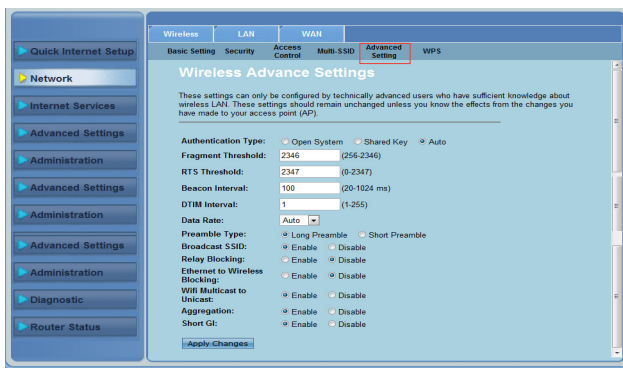 Wireless LAN WAN
Basic Setting Security Access Control Multi-SSID Advanced Setting WPS
Quick Internet Setup
Network
Internet Services
Advanced Settings
Administration
Advanced Settings
Administration
Advanced Settings
Administration
Diagnostic
Router Status
Wireless Advance Settings
These settings can only be configured by technically advanced users who have sufficient knowledge about
wireless LAN. These settings should remain unchanged unless you know the effects from the changes you
have made to your access point (AP).
Authentication Type: Open System Shared Key Auto
Fragment Threshold: 2346 (256-2346)
RTS Threshold: 2347 (0-2347)
Beacon Interval: 100 (20-1024 ms)
DTIM Interval: 1 (1-255)
Data Rate: Auto
Preamble Type: Long Preamble Short Preamble
Broadcast SSID: Enable Disable
Relay Blocking: Enable Disable
Ethernet to Wireless
Blocking: Enable Disable
Wifi Multicast to
Unicast: Enable Disable
Aggregation: Enable Disable
Short GI: Enable Disable
Apply Changes